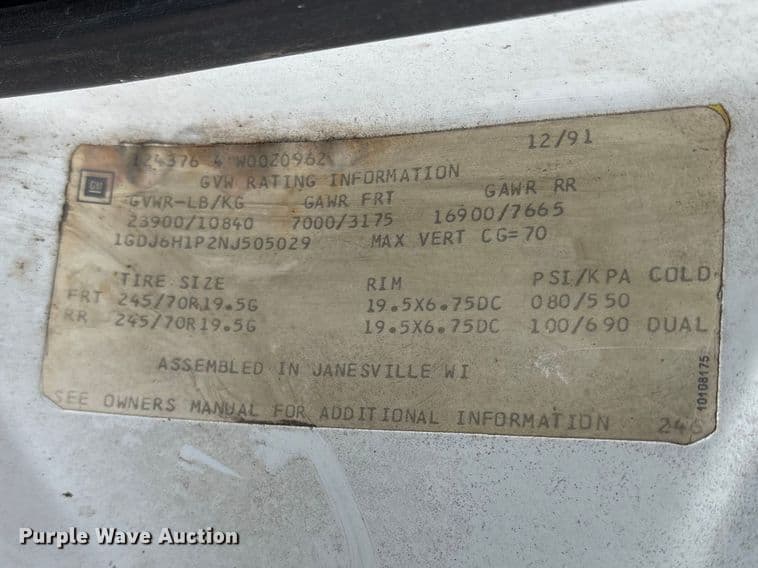 12/91
124376 4 W00Z0962
GM
GVW RATING INFORMATION
GVWR-LB/KG GAWR FRT GAWR RR
23900/10840 7000/3175 16900/7665
1GDJ6H1P2NJ505029 MAX VERT CG=70
TIRE SIZE RIM PSI/KPA COLD
FRT 245/70R19.5G 19.5X6.75DC 080/550
RR 245/70R19.5G 19.5X6.75DC 100/690 DUAL
ASSEMBLED IN JANESVILLE WI
SEE OWNERS MANUAL FOR ADDITIONAL INFORMATION 246
10108175
Purple Wave Auction